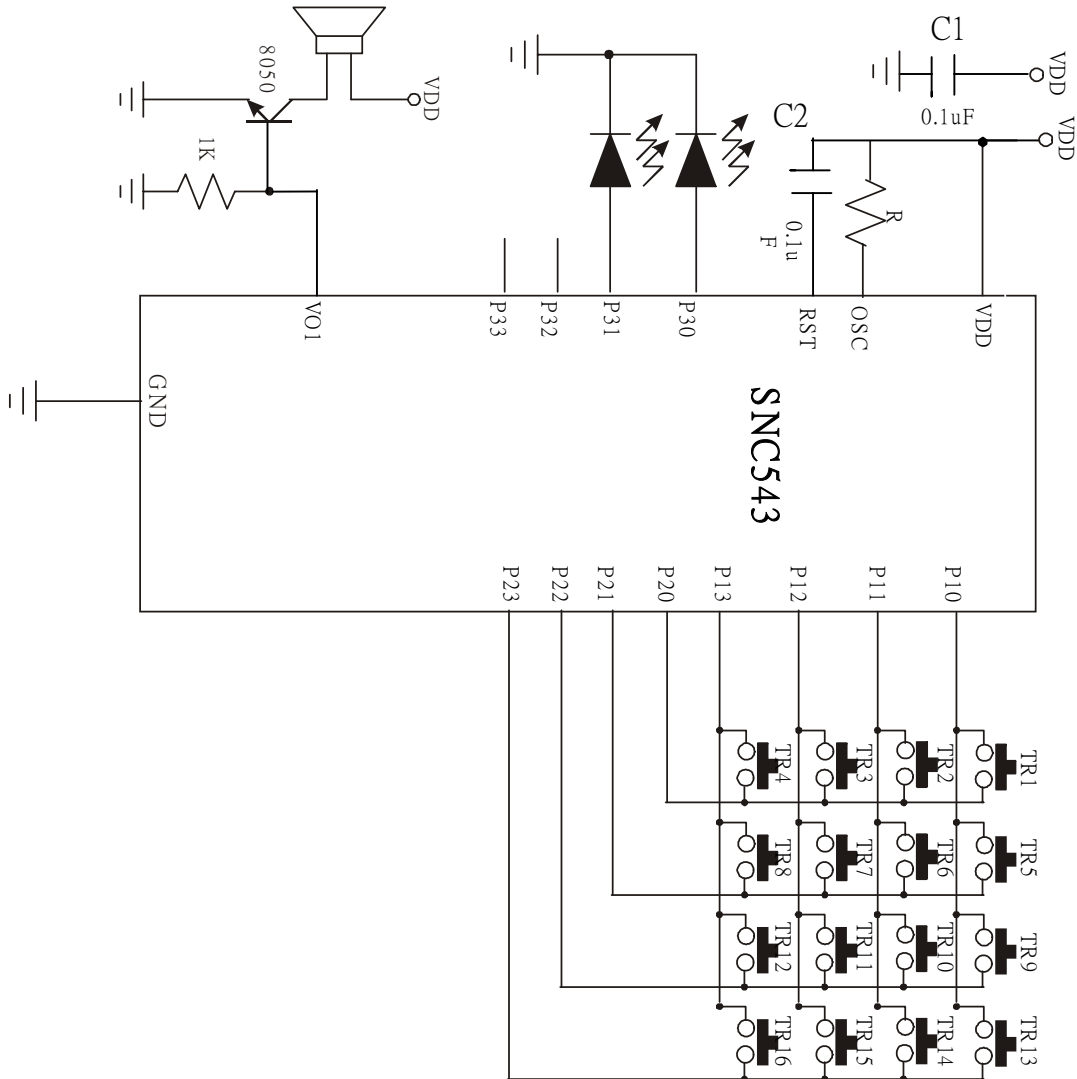 C1
VDD
0.1uF
VDD
8050
VDD
C2
1K
R
0.1u
F
VO1
P33
P32
P31
P30
RST
OSC
VDD
GND
SNC543
P23
P22
P21
P20
P13
P12
P11
P10
TR4
TR3
TR2
TR1
TR8
TR7
TR6
TR5
TR12
TR11
TR10
TR9
TR16
TR15
TR14
TR13